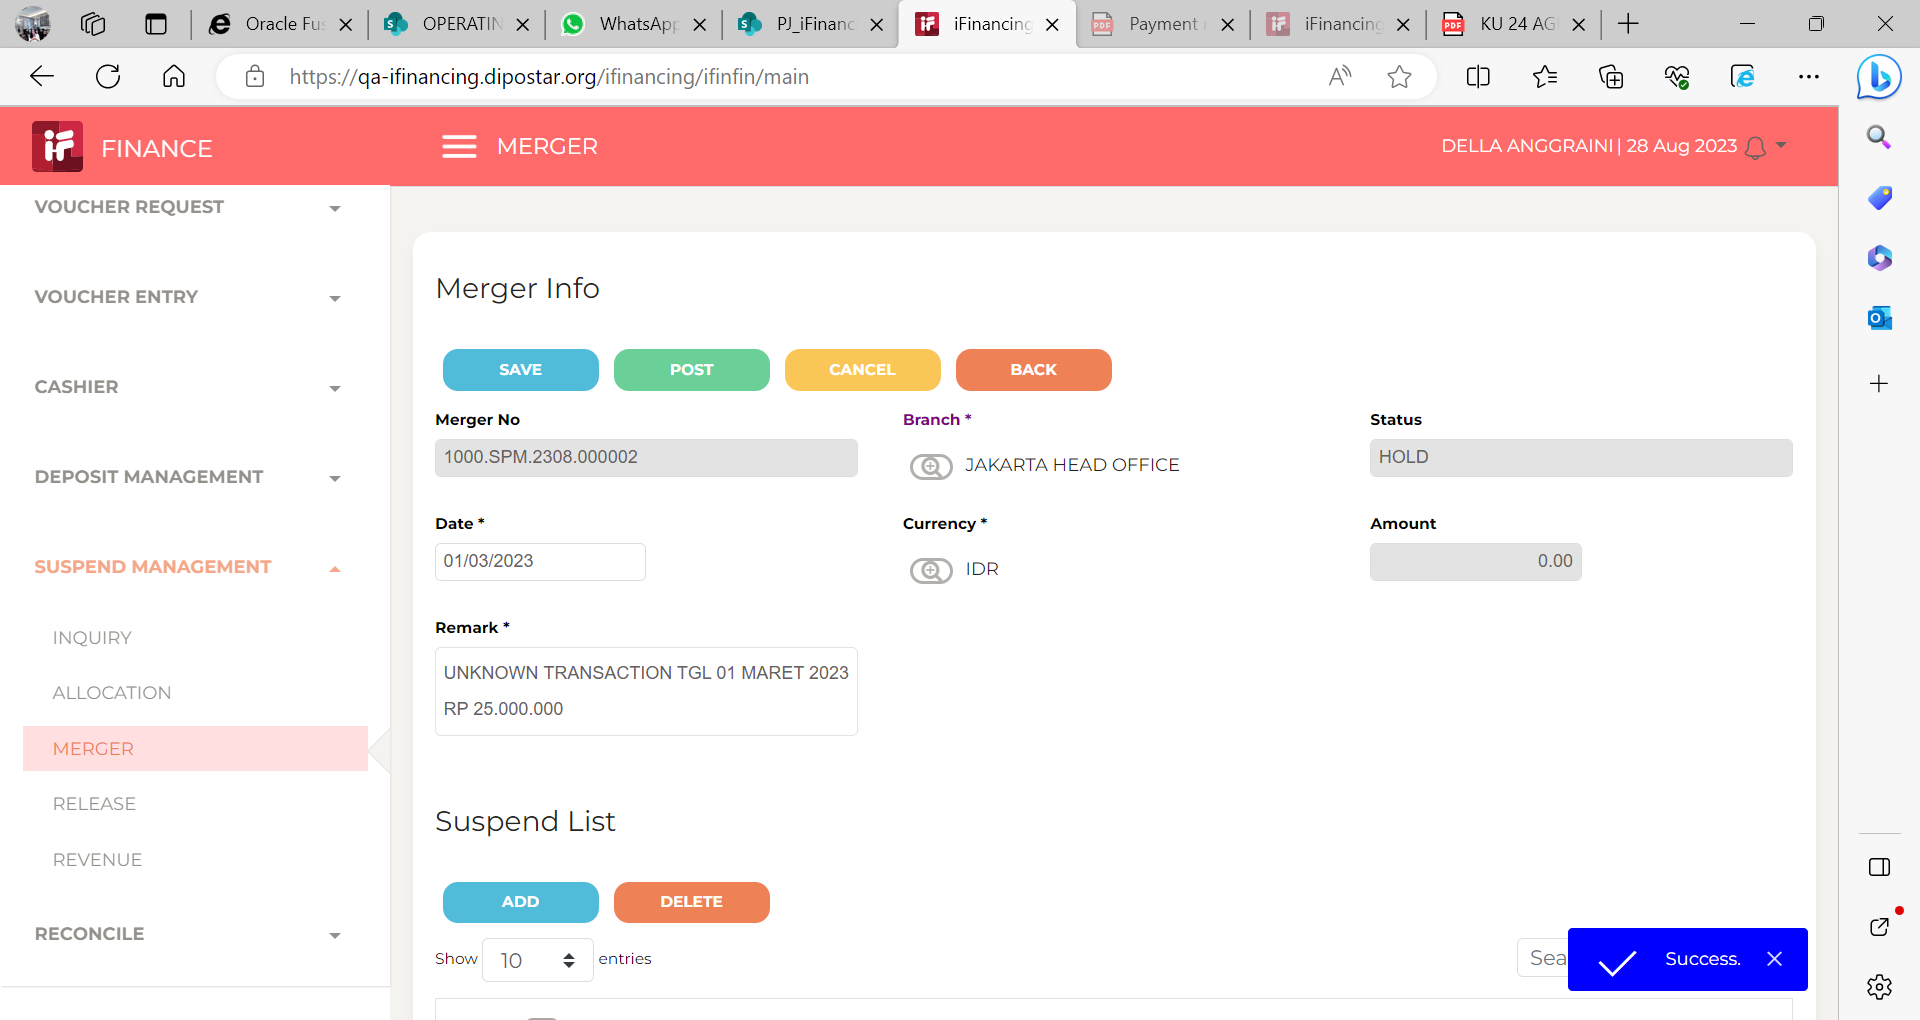 Oracle Fus
OPERATIN
WhatsApp
PJ_iFinanc
iFinancing
Payment r
iFinancing
KU 24 AG
https://qa-ifinancing.dipostar.org/ifinancing/ifinfin/main
iF FINANCE
MERGER
DELLA ANGGRAINI | 28 Aug 2023
VOUCHER REQUEST
VOUCHER ENTRY
CASHIER
DEPOSIT MANAGEMENT
SUSPEND MANAGEMENT
INQUIRY
ALLOCATION
MERGER
RELEASE
REVENUE
RECONCILE
Merger Info
SAVE POST CANCEL BACK
Merger No Branch * Status
1000.SPM.2308.000002 JAKARTA HEAD OFFICE HOLD
Date * Currency * Amount
01/03/2023 IDR 0.00
Remark *
UNKNOWN TRANSACTION TGL 01 MARET 2023
RP 25.000.000
Suspend List
ADD DELETE
Show 10 entries
Sea
Success.